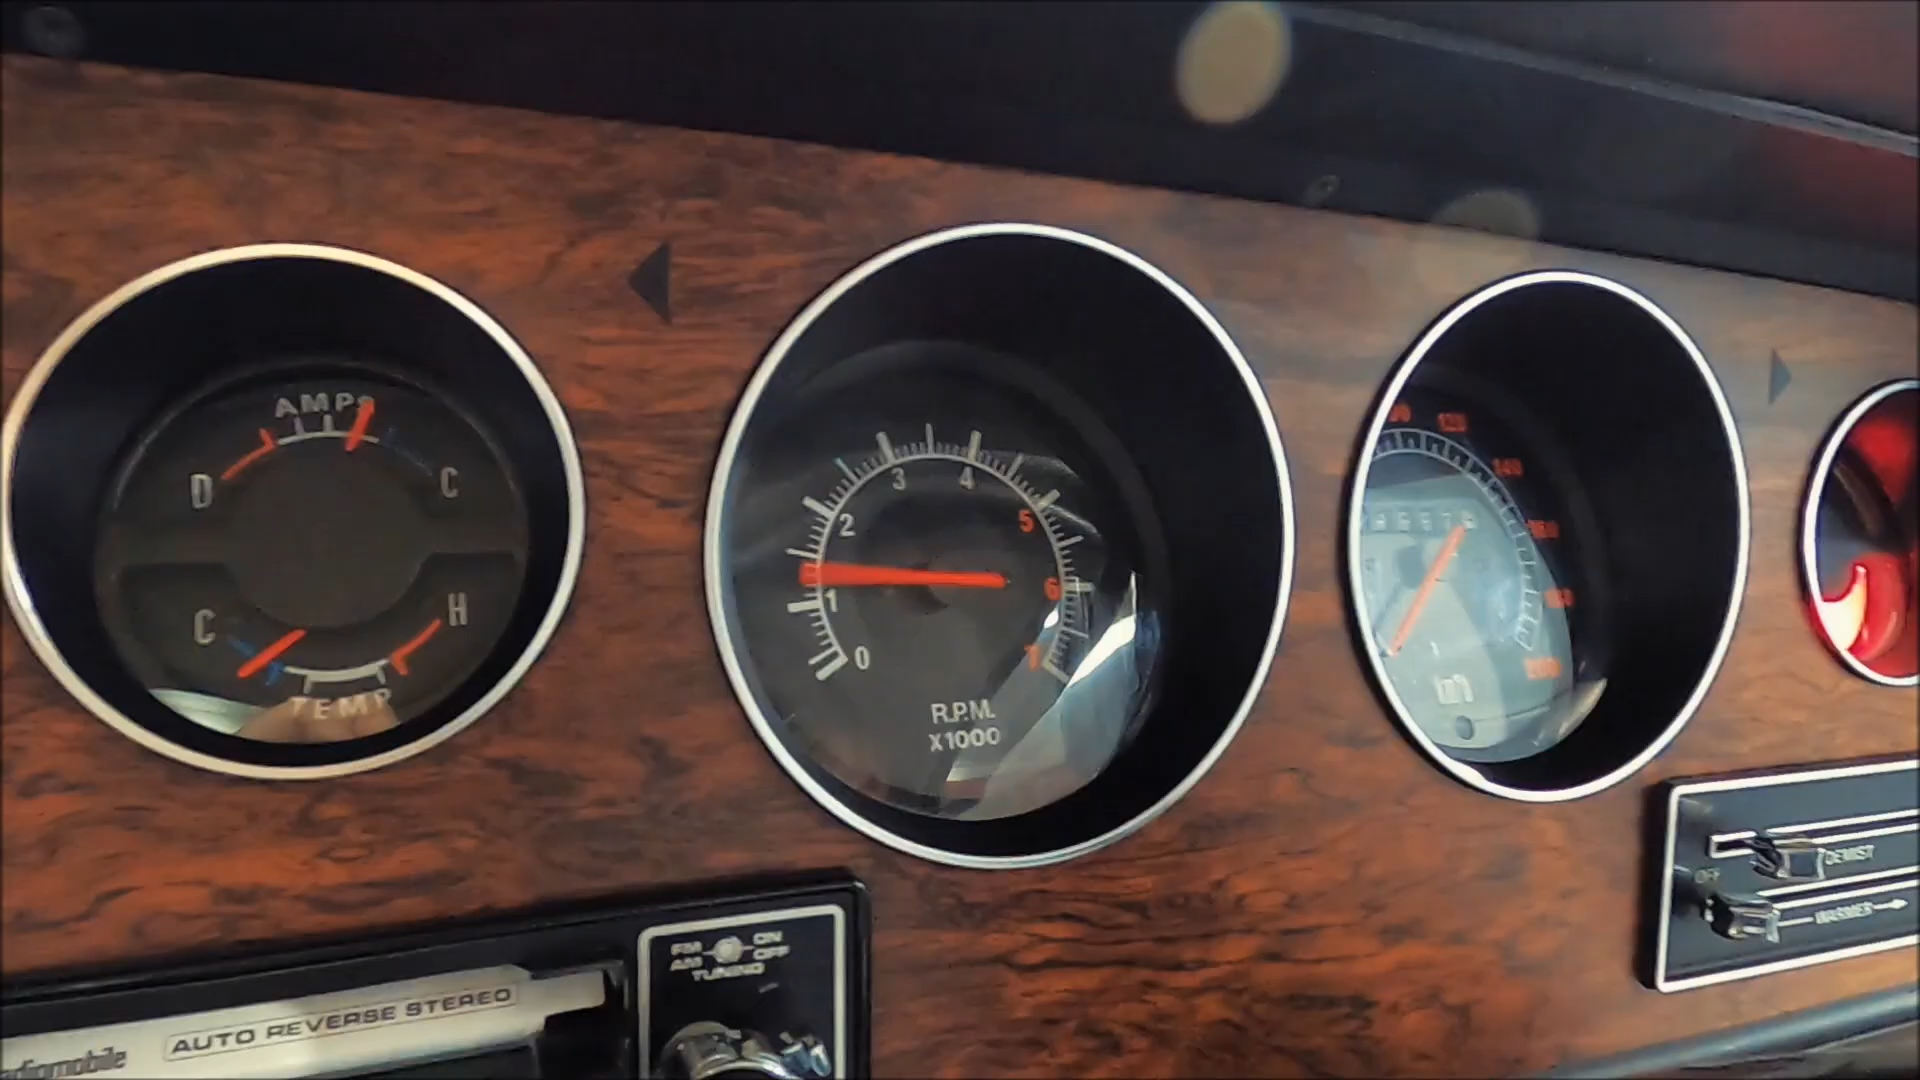 AMPS
D
C
C
H
TEMP
0
1
2
3
4
5
6
7
R.P.M.
X1000
120
140
160
180
200
km/h
FM
ON
AM
OFF
TUNING
AUTO REVERSE STEREO
DEMIST
OFF
WARMER